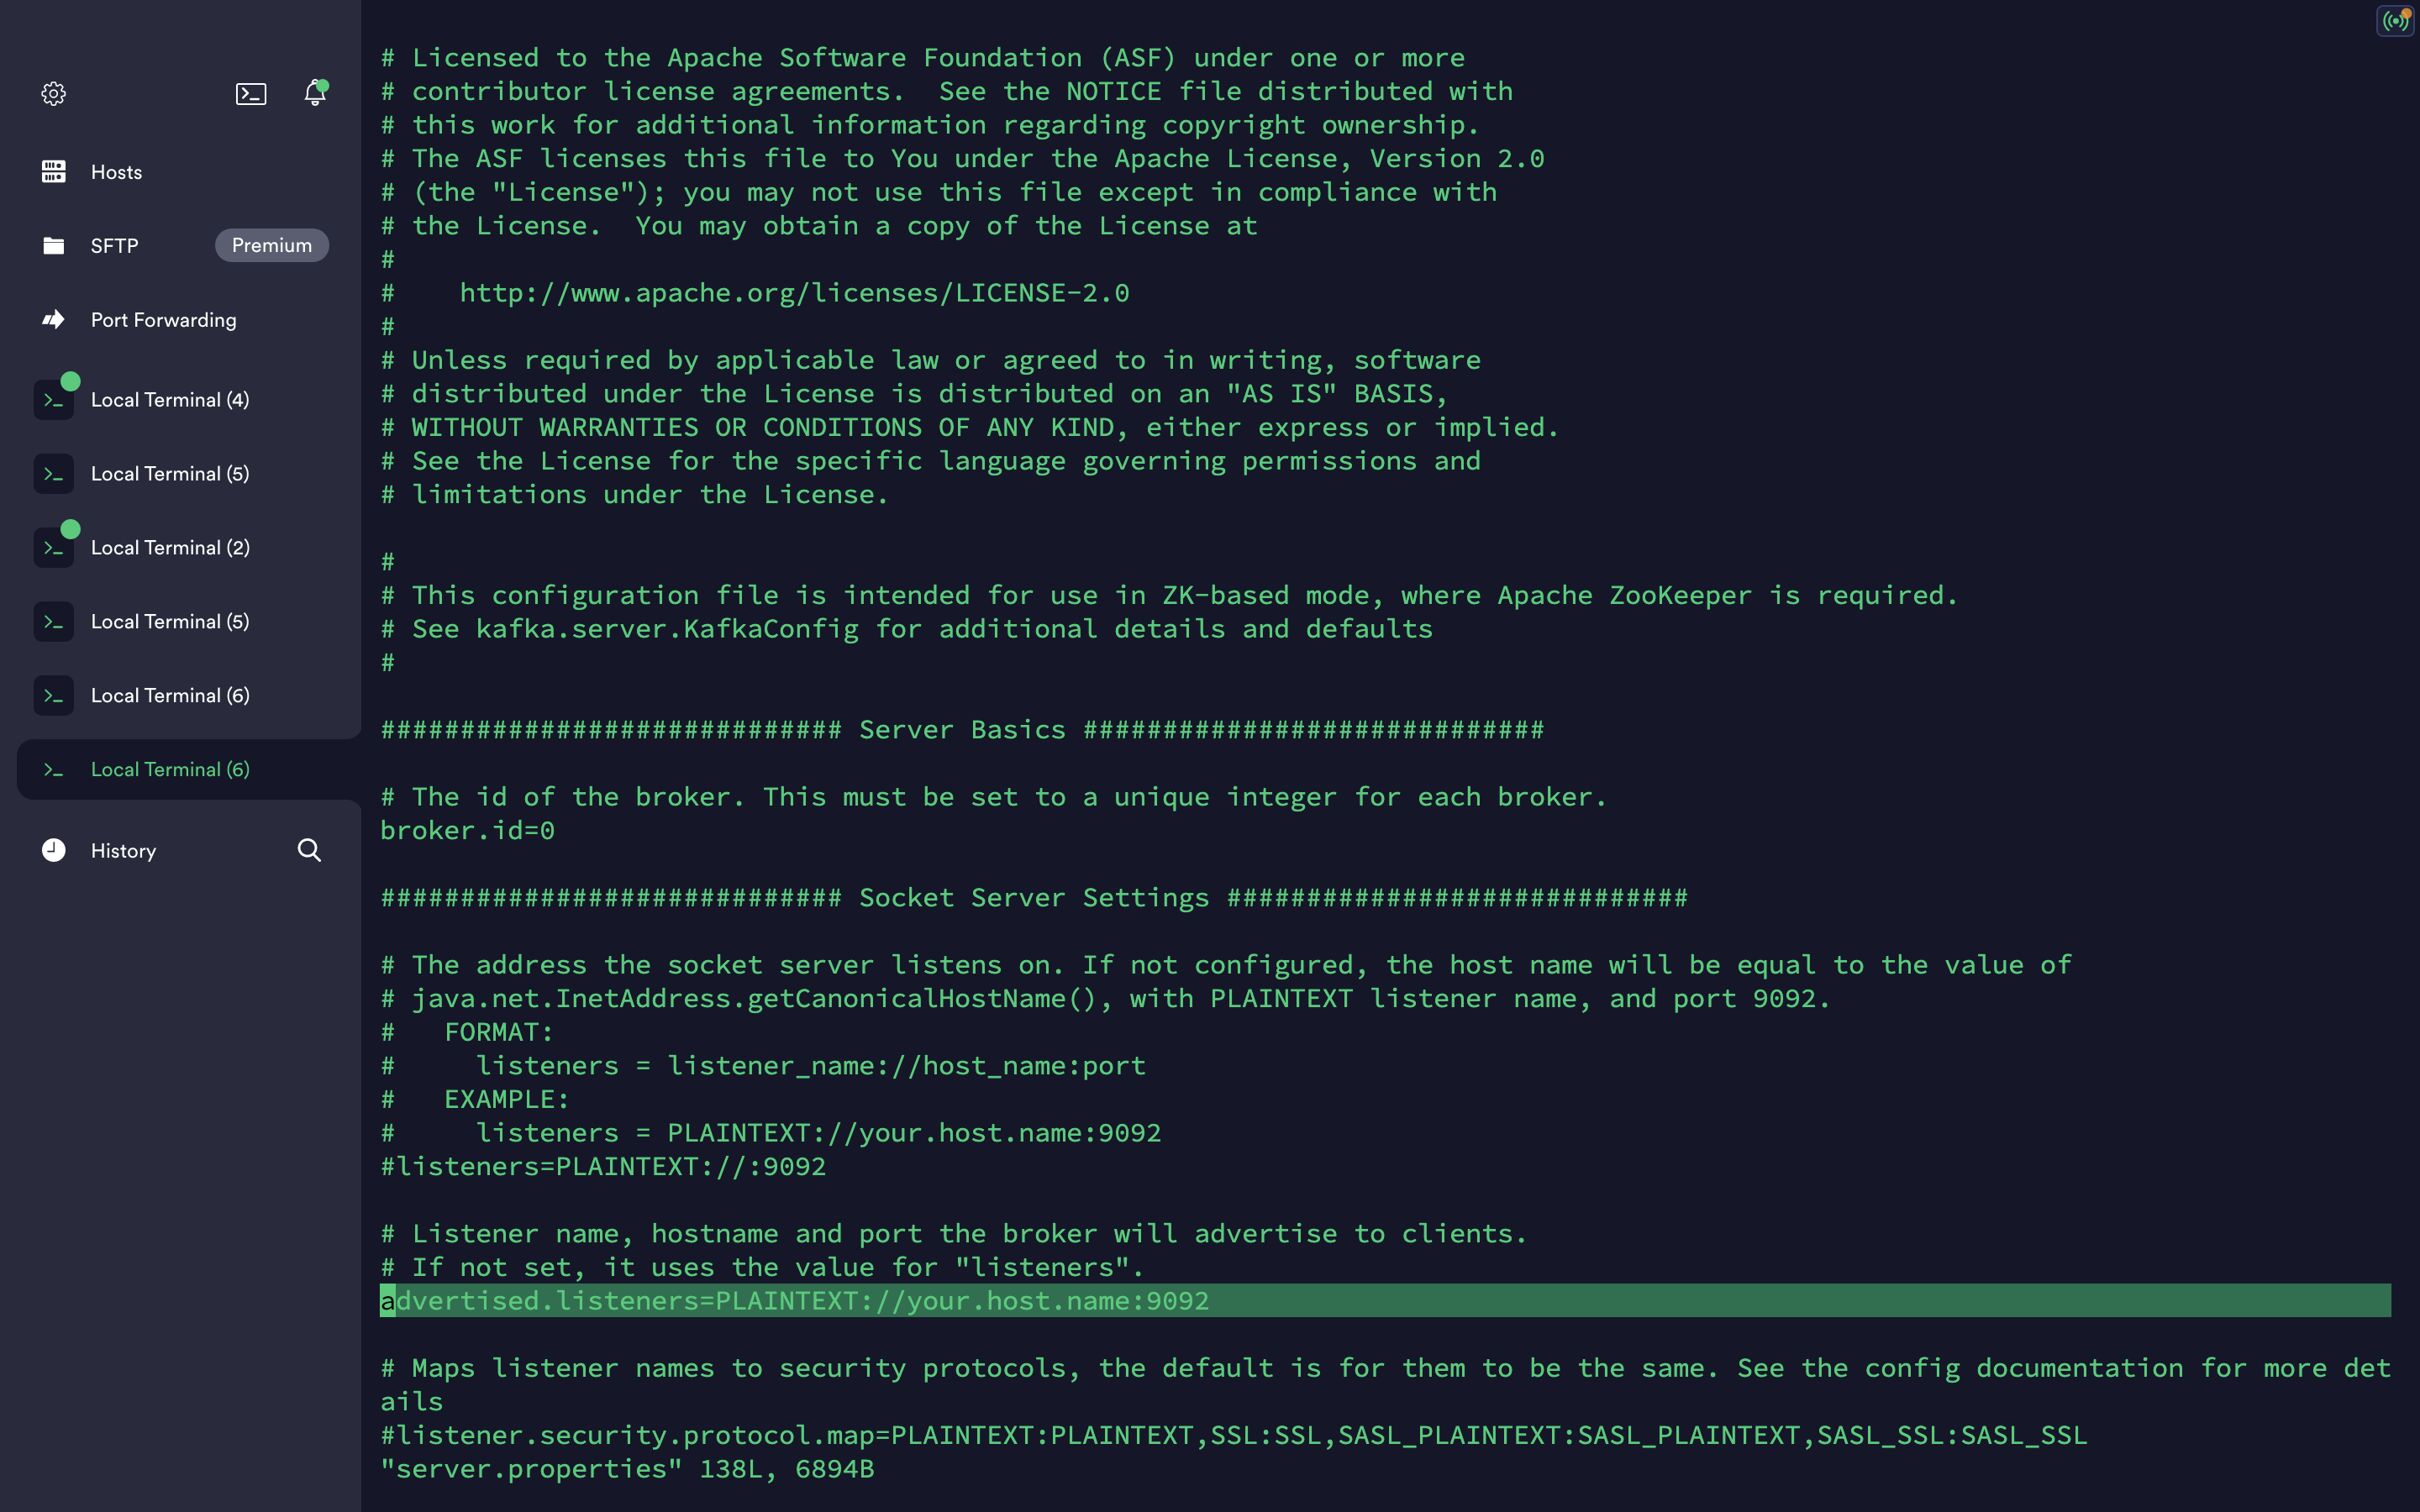 Hosts
SFTP Premium
Port Forwarding
Local Terminal (4)
Local Terminal (5)
Local Terminal (2)
Local Terminal (5)
Local Terminal (6)
Local Terminal (6)
History
# Licensed to the Apache Software Foundation (ASF) under one or more
# contributor license agreements.  See the NOTICE file distributed with
# this work for additional information regarding copyright ownership.
# The ASF licenses this file to You under the Apache License, Version 2.0
# (the "License"); you may not use this file except in compliance with
# the License.  You may obtain a copy of the License at
#
#    http://www.apache.org/licenses/LICENSE-2.0
#
# Unless required by applicable law or agreed to in writing, software
# distributed under the License is distributed on an "AS IS" BASIS,
# WITHOUT WARRANTIES OR CONDITIONS OF ANY KIND, either express or implied.
# See the License for the specific language governing permissions and
# limitations under the License.

#
# This configuration file is intended for use in ZK-based mode, where Apache ZooKeeper is required.
# See kafka.server.KafkaConfig for additional details and defaults
#

############################# Server Basics #############################

# The id of the broker. This must be set to a unique integer for each broker.
broker.id=0

############################# Socket Server Settings #############################

# The address the socket server listens on. If not configured, the host name will be equal to the value of
# java.net.InetAddress.getCanonicalHostName(), with PLAINTEXT listener name, and port 9092.
#   FORMAT:
#     listeners = listener_name://host_name:port
#   EXAMPLE:
#     listeners = PLAINTEXT://your.host.name:9092
#listeners=PLAINTEXT://:9092

# Listener name, hostname and port the broker will advertise to clients.
# If not set, it uses the value for "listeners".
advertised.listeners=PLAINTEXT://your.host.name:9092

# Maps listener names to security protocols, the default is for them to be the same. See the config documentation for more det
ails
#listener.security.protocol.map=PLAINTEXT:PLAINTEXT,SSL:SSL,SASL_PLAINTEXT:SASL_PLAINTEXT,SASL_SSL:SASL_SSL
"server.properties" 138L, 6894B